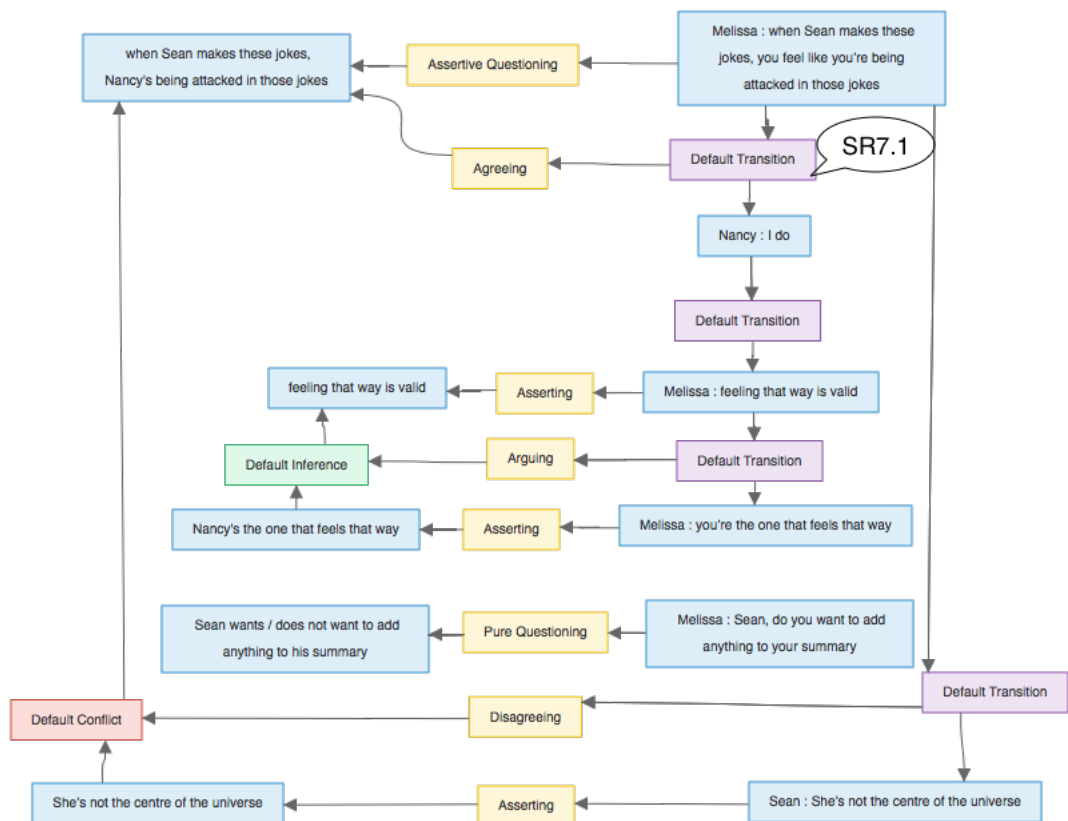 when Sean makes these jokes,
Nancy's being attacked in those jokes
Assertive Questioning
Melissa : when Sean makes these
jokes, you feel like you're being
attacked in those jokes
Agreeing
Default Transition
SR7.1
Nancy : I do
Default Transition
feeling that way is valid
Asserting
Melissa : feeling that way is valid
Default Inference
Arguing
Default Transition
Nancy's the one that feels that way
Asserting
Melissa : you're the one that feels that way
Sean wants / does not want to add
anything to his summary
Pure Questioning
Melissa : Sean, do you want to add
anything to your summary
Default Transition
Default Conflict
Disagreeing
She's not the centre of the universe
Asserting
Sean : She's not the centre of the universe